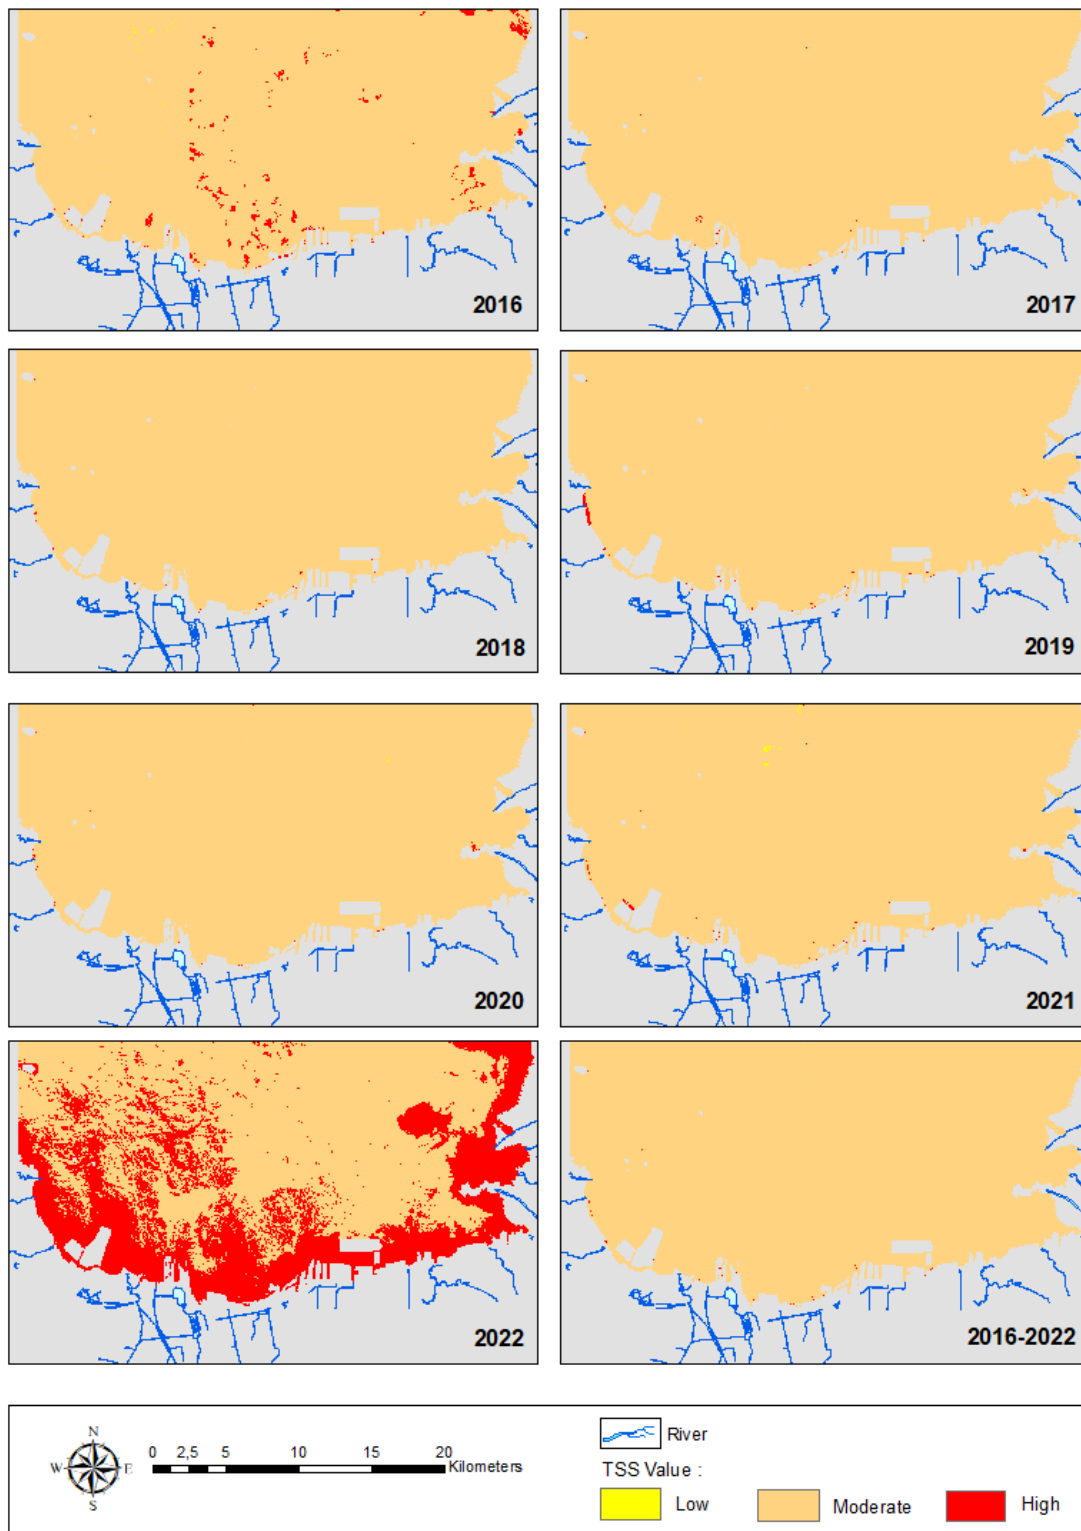 2016
2017
2018
2019
2020
2021
2022
2016-2022
N
W E
S
0 2,5 5 10 15 20
Kilometers
River
TSS Value :
Low Moderate High